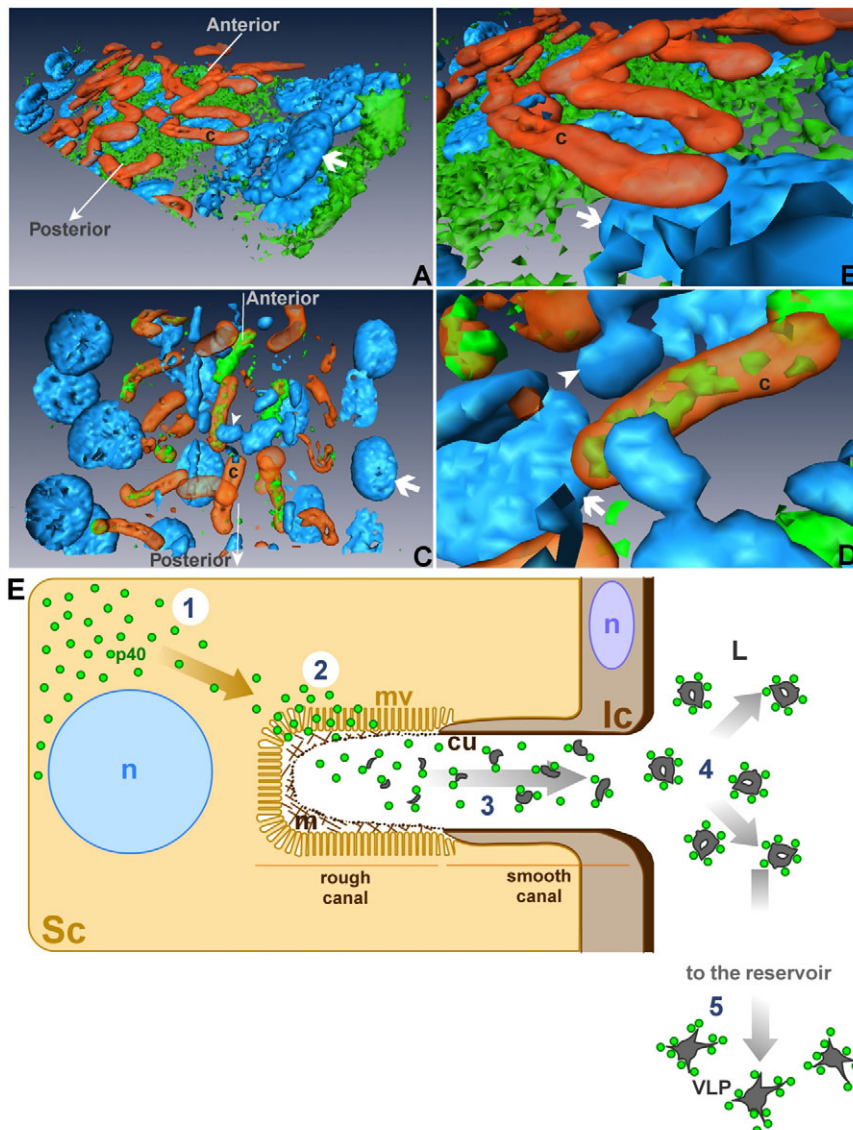 Anterior
c
Posterior
A
c
B
Anterior
c
Posterior
C
c
D
E
1
p40
2
mv
n
n
L
Ic
cu
3
4
m
rough
canal
smooth
canal
Sc
to the reservoir
5
VLP